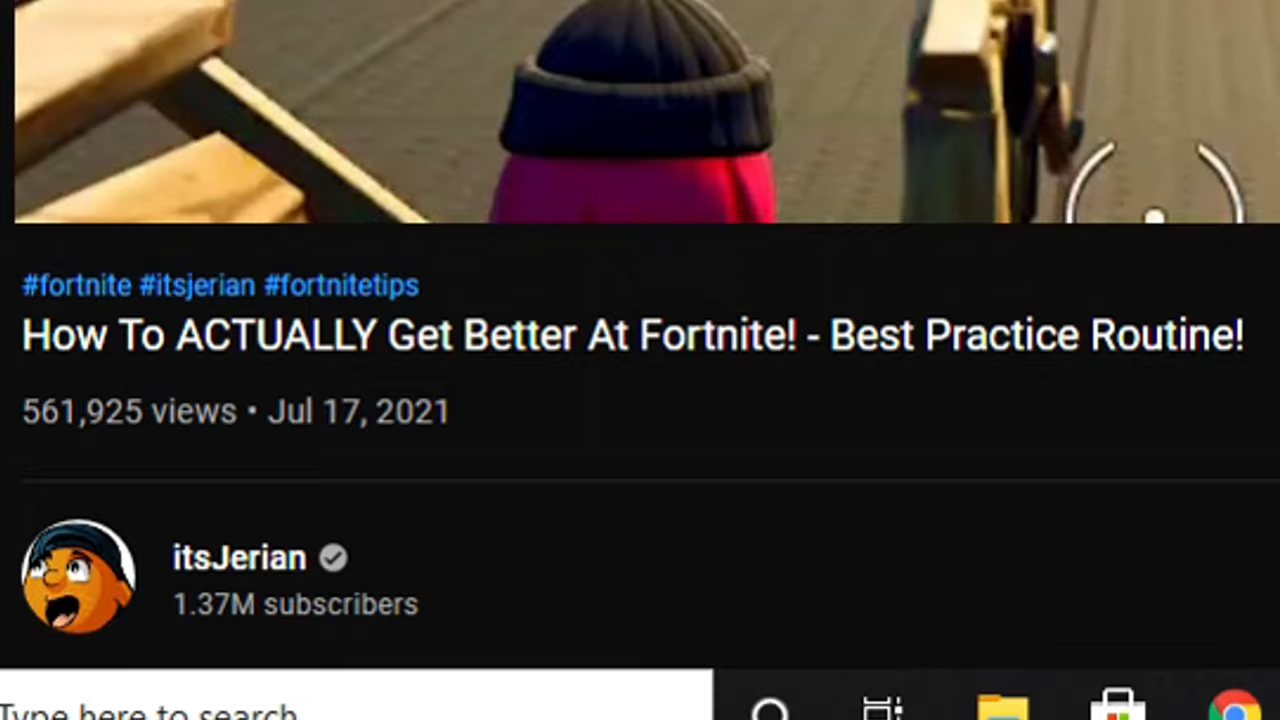 #fortnite #itsjerian #fortnitetips
How To ACTUALLY Get Better At Fortnite! - Best Practice Routine!
561,925 views • Jul 17, 2021
itsJerian
1.37M subscribers
Type here to search